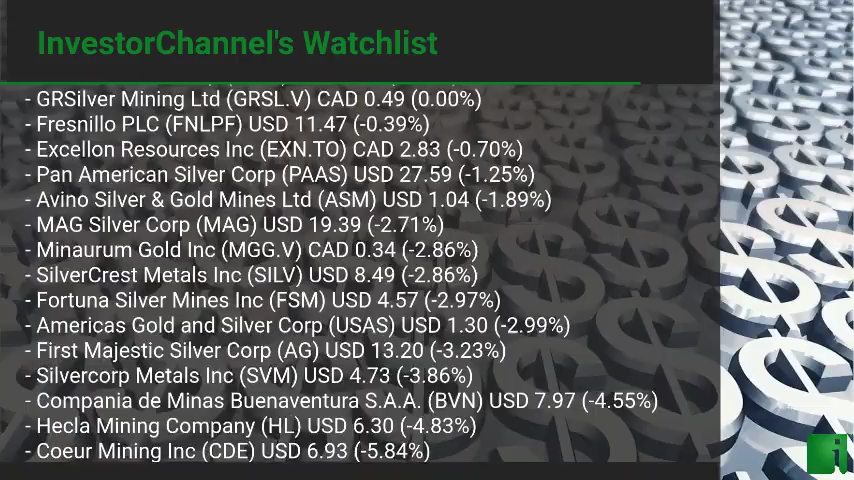 InvestorChannel's Watchlist
- GRSilver Mining Ltd (GRSL.V) CAD 0.49 (0.00%)
- Fresnillo PLC (FNLPF) USD 11.47 (-0.39%)
- Excellon Resources Inc (EXN.TO) CAD 2.83 (-0.70%)
- Pan American Silver Corp (PAAS) USD 27.59 (-1.25%)
- Avino Silver & Gold Mines Ltd (ASM) USD 1.04 (-1.89%)
- MAG Silver Corp (MAG) USD 19.39 (-2.71%)
- Minaurum Gold Inc (MGG.V) CAD 0.34 (-2.86%)
- SilverCrest Metals Inc (SILV) USD 8.49 (-2.86%)
- Fortuna Silver Mines Inc (FSM) USD 4.57 (-2.97%)
- Americas Gold and Silver Corp (USAS) USD 1.30 (-2.99%)
- First Majestic Silver Corp (AG) USD 13.20 (-3.23%)
- Silvercorp Metals Inc (SVM) USD 4.73 (-3.86%)
- Compania de Minas Buenaventura S.A.A. (BVN) USD 7.97 (-4.55%)
- Hecla Mining Company (HL) USD 6.30 (-4.83%)
- Coeur Mining Inc (CDE) USD 6.93 (-5.84%)